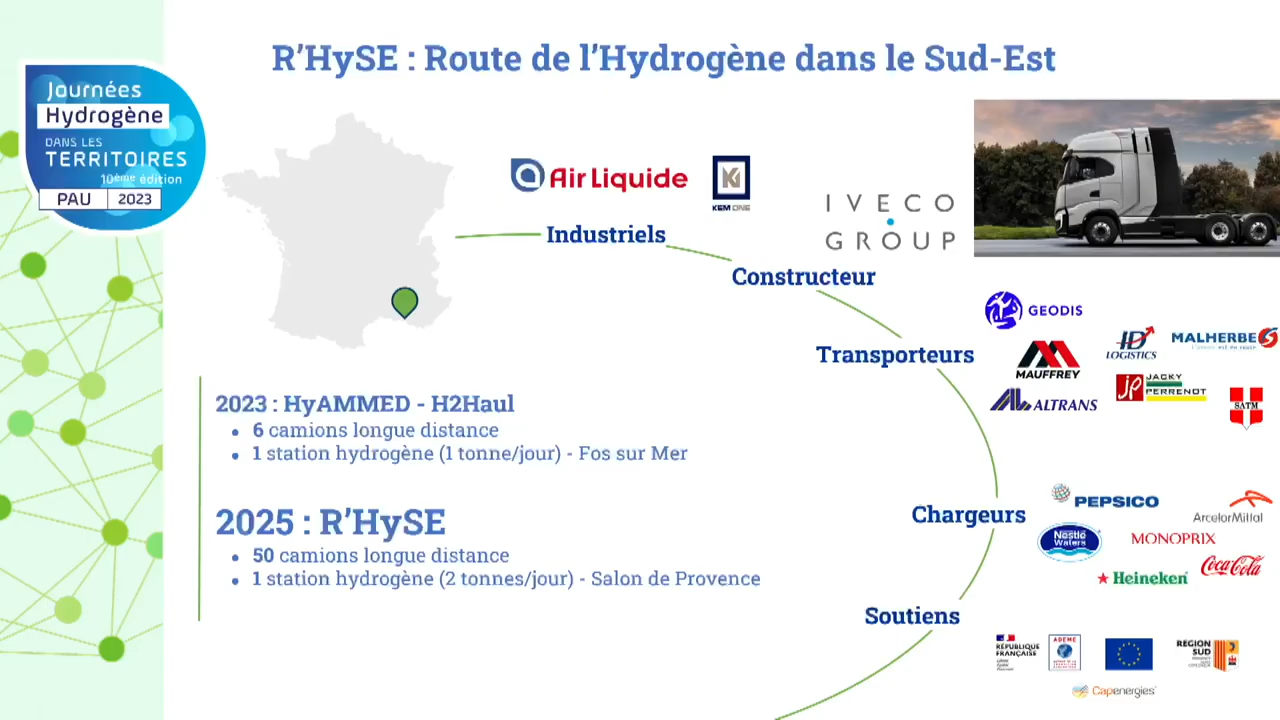 R'HySE : Route de l'Hydrogène dans le Sud-Est
Journées
Hydrogène
DANS LES
TERRITOIRES
10ème édition
PAU 2023
Air Liquide
K
KEM ONE
Industriels
IVECO
GROUP
Constructeur
Transporteurs
GEODIS
ID
LOGISTICS
MALHERBE
MAUFFREY
JP JACKY
PERRENOT
ALTRANS
SATM
2023 : HyAMMED - H2Haul
6 camions longue distance
1 station hydrogène (1 tonne/jour) - Fos sur Mer
2025 : R'HySE
50 camions longue distance
1 station hydrogène (2 tonnes/jour) - Salon de Provence
Chargeurs
PEPSICO
ArcelorMittal
Nestlé
Waters
MONOPRIX
Coca-Cola
Heineken
Soutiens
RÉPUBLIQUE
FRANÇAISE
ADEME
REGION
SUD
Capenergies